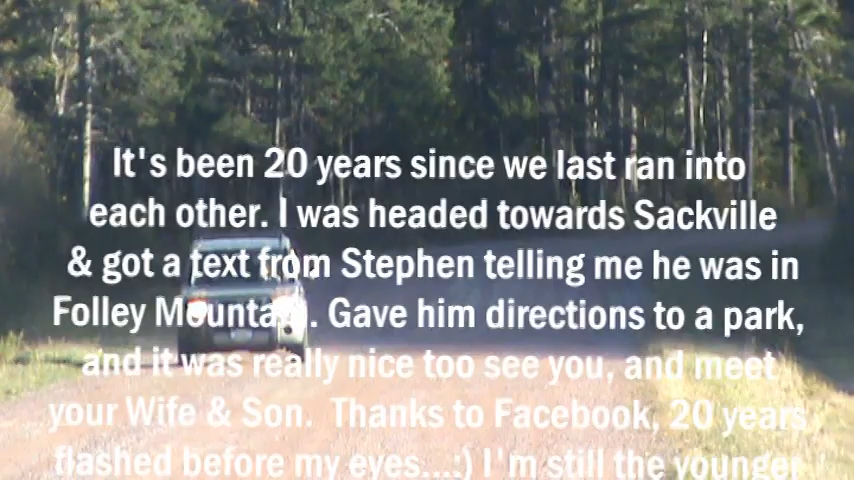 It's been 20 years since we last ran into
each other. I was headed towards Sackville
& got a text from Stephen telling me he was in
Folley Mountain. Gave him directions to a park,
and it was really nice too see you, and meet
your Wife & Son. Thanks to Facebook, 20 years
flashed before my eyes...:) I'm still the younger